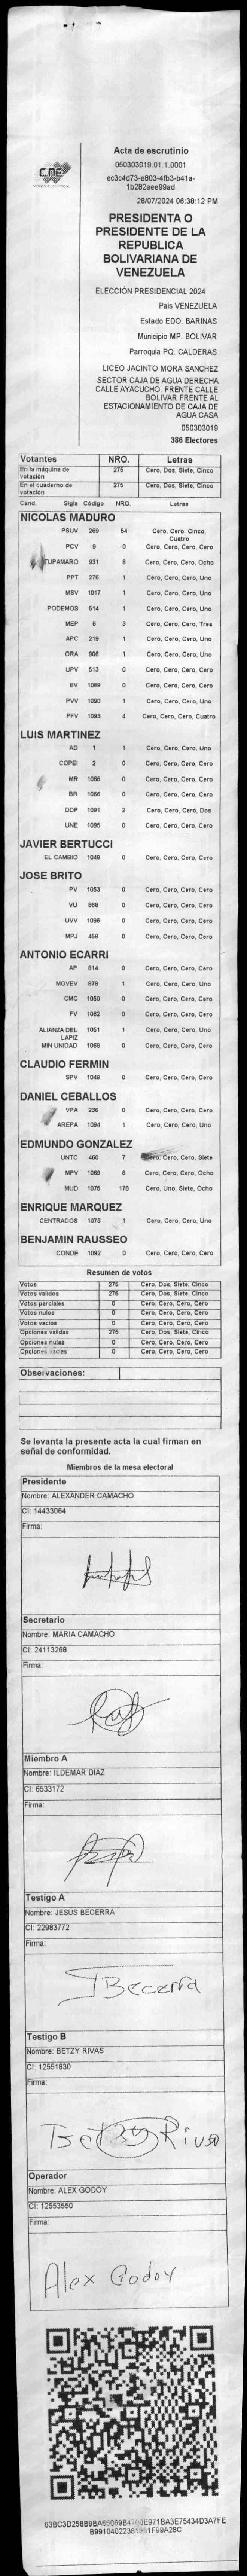 CNE
Acta de escrutinio
050303019.01.1.0001
ec3c4d73-e803-4fb3-b41a-
1b282aee99ad
28/07/2024 06:38:12 PM
PRESIDENTA O
PRESIDENTE DE LA
REPUBLICA
BOLIVARIANA DE
VENEZUELA
ELECCIÓN PRESIDENCIAL 2024
Pais VENEZUELA
Estado EDO. BARINAS
Municipio MP. BOLIVAR
Parroquia PQ. CALDERAS
LICEO JACINTO MORA SANCHEZ
SECTOR CAJA DE AGUA DERECHA
CALLE AYACUCHO. FRENTE CALLE
BOLIVAR FRENTE AL
ESTACIONAMIENTO DE CAJA DE
AGUA CASA
050303019
386 Electores
Votantes NRO. Letras
En la máquina de votación 275 Cero, Dos, Siete, Cinco
En el cuaderno de votación 275 Cero, Dos, Siete, Cinco
Cand. Sigla Código NRO. Letras
NICOLAS MADURO
PSUV 269 54 Cero, Cero, Cinco, Cuatro
PCV 9 0 Cero, Cero, Cero, Cero
TUPAMARO 931 8 Cero, Cero, Cero, Ocho
PPT 276 1 Cero, Cero, Cero, Uno
MSV 1017 1 Cero, Cero, Cero, Uno
PODEMOS 514 1 Cero, Cero, Cero, Uno
MEP 6 3 Cero, Cero, Cero, Tres
APC 219 1 Cero, Cero, Cero, Uno
ORA 906 1 Cero, Cero, Cero, Uno
UPV 513 0 Cero, Cero, Cero, Cero
EV 1089 0 Cero, Cero, Cero, Cero
PVV 1090 1 Cero, Cero, Cero, Uno
PFV 1093 4 Cero, Cero, Cero, Cuatro
LUIS MARTINEZ
AD 1 1 Cero, Cero, Cero, Uno
COPEI 2 0 Cero, Cero, Cero, Cero
MR 1065 0 Cero, Cero, Cero, Cero
BR 1066 0 Cero, Cero, Cero, Cero
DDP 1091 2 Cero, Cero, Cero, Dos
UNE 1095 0 Cero, Cero, Cero, Cero
JAVIER BERTUCCI
EL CAMBIO 1048 0 Cero, Cero, Cero, Cero
JOSE BRITO
PV 1053 0 Cero, Cero, Cero, Cero
VU 968 0 Cero, Cero, Cero, Cero
UVV 1096 0 Cero, Cero, Cero, Cero
MPJ 459 0 Cero, Cero, Cero, Cero
ANTONIO ECARRI
AP 914 0 Cero, Cero, Cero, Cero
MOVEV 978 1 Cero, Cero, Cero, Uno
CMC 1050 0 Cero, Cero, Cero, Cero
FV 1062 0 Cero, Cero, Cero, Cero
ALIANZA DEL LAPIZ 1051 1 Cero, Cero, Cero, Uno
MIN UNIDAD 1068 0 Cero, Cero, Cero, Cero
CLAUDIO FERMIN
SPV 1049 0 Cero, Cero, Cero, Cero
DANIEL CEBALLOS
VPA 236 0 Cero, Cero, Cero, Cero
AREPA 1094 1 Cero, Cero, Cero, Uno
EDMUNDO GONZALEZ
UNTC 460 7 Cero, Cero, Cero, Siete
MPV 1069 8 Cero, Cero, Cero, Ocho
MUD 1075 178 Cero, Uno, Siete, Ocho
ENRIQUE MARQUEZ
CENTRADOS 1073 1 Cero, Cero, Cero, Uno
BENJAMIN RAUSSEO
CONDE 1092 0 Cero, Cero, Cero, Cero
Resumen de votos
Votos 275 Cero, Dos, Siete, Cinco
Votos validos 275 Cero, Dos, Siete, Cinco
Votos parciales 0 Cero, Cero, Cero, Cero
Votos nulos 0 Cero, Cero, Cero, Cero
Votos vacios 0 Cero, Cero, Cero, Cero
Opciones validas 275 Cero, Dos, Siete, Cinco
Opciones nulas 0 Cero, Cero, Cero, Cero
Opciones vacias 0 Cero, Cero, Cero, Cero
Observaciones:
Se levanta la presente acta la cual firman en
señal de conformidad.
Miembros de la mesa electoral
Presidente
Nombre: ALEXANDER CAMACHO
CI: 14433064
Firma:
Secretario
Nombre: MARIA CAMACHO
CI: 24113268
Firma:
Miembro A
Nombre: ILDEMAR DIAZ
CI: 6533172
Firma:
Testigo A
Nombre: JESUS BECERRA
CI: 22983772
Firma:
JBecerra
Testigo B
Nombre: BETZY RIVAS
CI: 12551830
Firma:
Betzy Rivas
Operador
Nombre: ALEX GODOY
CI: 12553550
Firma:
Alex Godoy